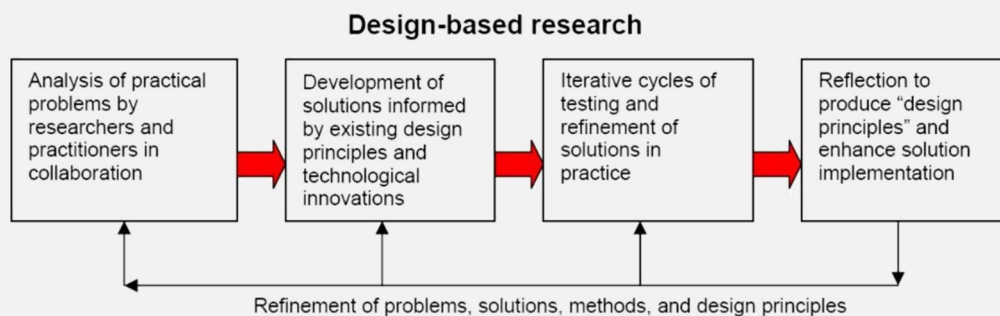 Design-based research
Analysis of practical
problems by
researchers and
practitioners in
collaboration
Development of
solutions informed
by existing design
principles and
technological
innovations
Iterative cycles of
testing and
refinement of
solutions in
practice
Reflection to
produce “design
principles” and
enhance solution
implementation
Refinement of problems, solutions, methods, and design principles